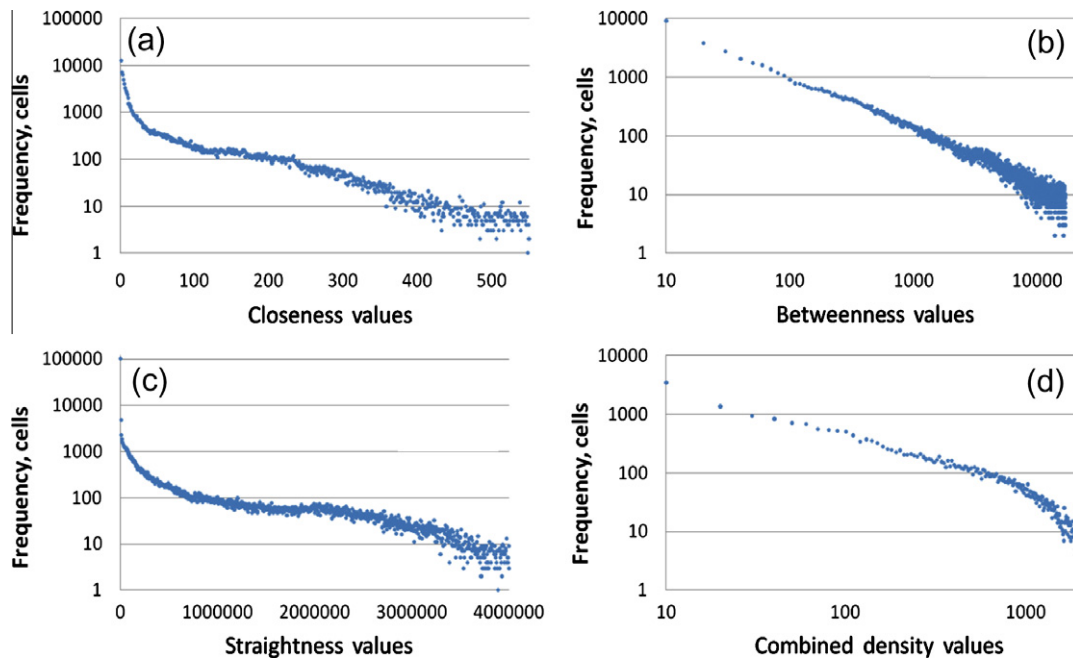 (a)
Frequency, cells
100000
10000
1000
100
10
1
0 100 200 300 400 500
Closeness values
(b)
Frequency, cells
10000
1000
100
10
1
10 100 1000 10000
Betweenness values
(c)
Frequency, cells
100000
10000
1000
100
10
1
0 1000000 2000000 3000000 4000000
Straightness values
(d)
Frequency, cells
10000
1000
100
10
1
10 100 1000
Combined density values